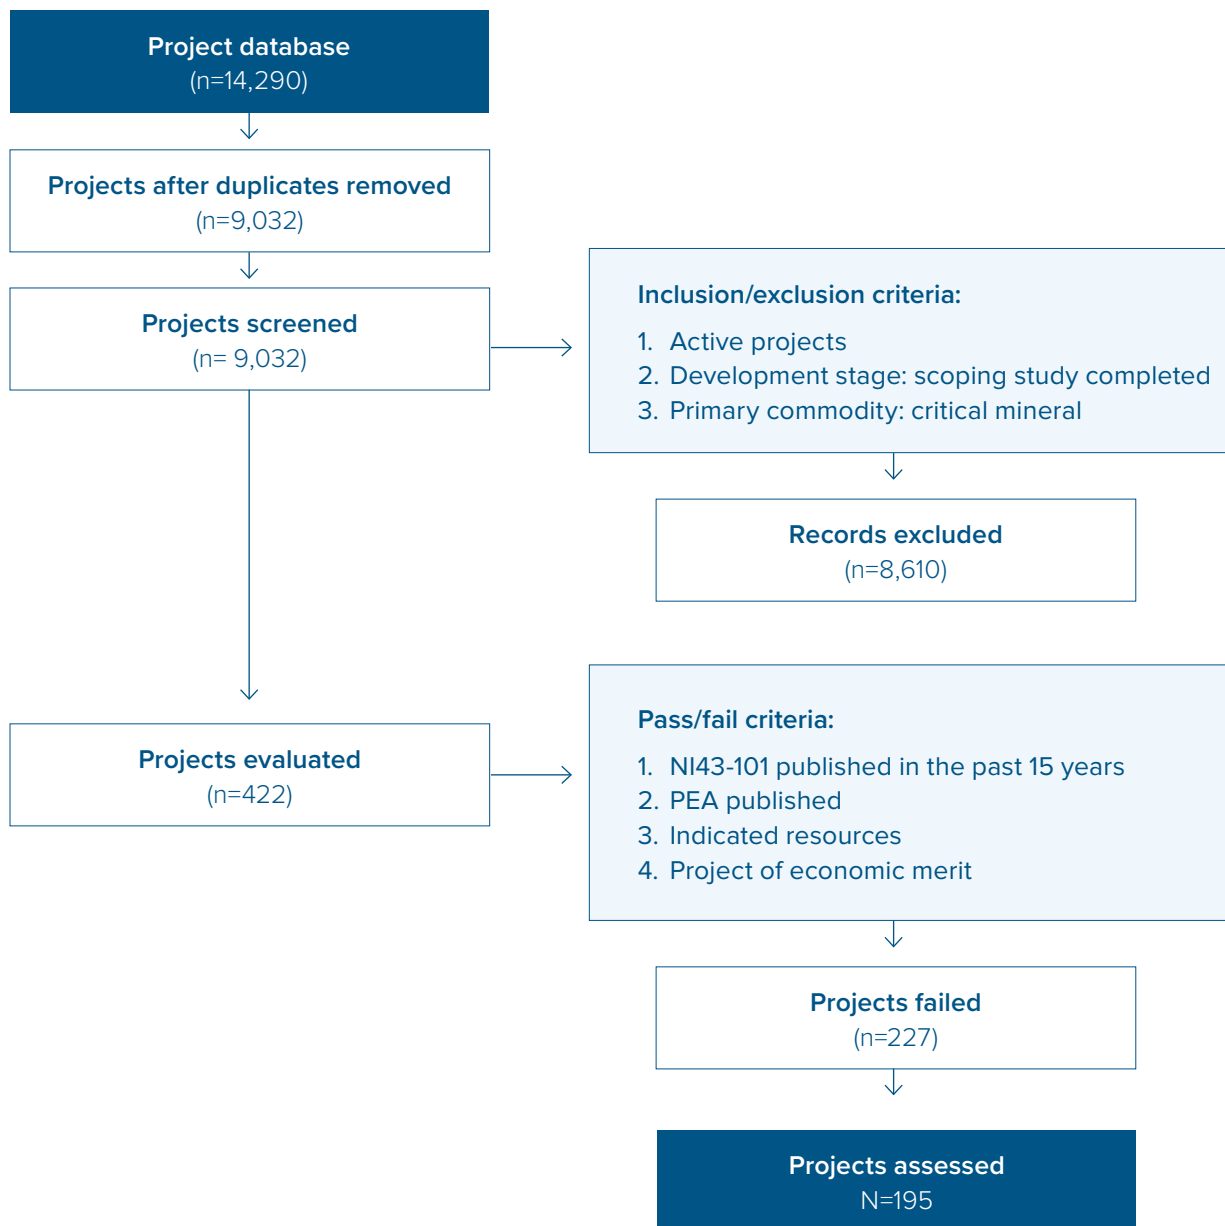 Project database
(n=14,290)
Projects after duplicates removed
(n=9,032)
Projects screened
(n= 9,032)
Inclusion/exclusion criteria:
1. Active projects
2. Development stage: scoping study completed
3. Primary commodity: critical mineral
Records excluded
(n=8,610)
Projects evaluated
(n=422)
Pass/fail criteria:
1. NI43-101 published in the past 15 years
2. PEA published
3. Indicated resources
4. Project of economic merit
Projects failed
(n=227)
Projects assessed
N=195